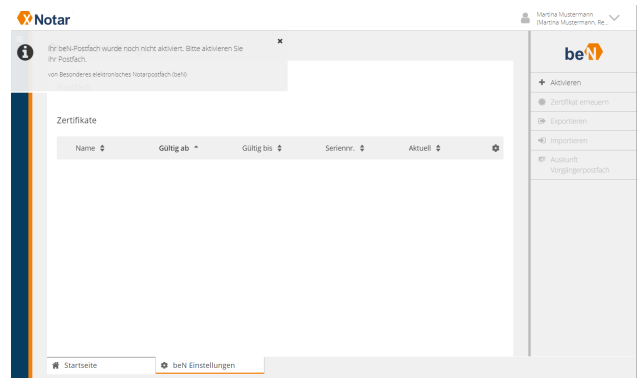 XNotar
Martina Mustermann
(Martina Mustermann, Re...
Ihr beN-Postfach wurde noch nicht aktiviert. Bitte aktivieren Sie
Ihr Postfach.
von Besonderes elektronisches Notarpostfach (beN)
beN
Aktivieren
Zertifikat erneuern
Exportieren
Importieren
Auskunft
Vorgängerpostfach
Zertifikate
Name Gültig ab Gültig bis Seriennr. Aktuell
Startseite beN Einstellungen